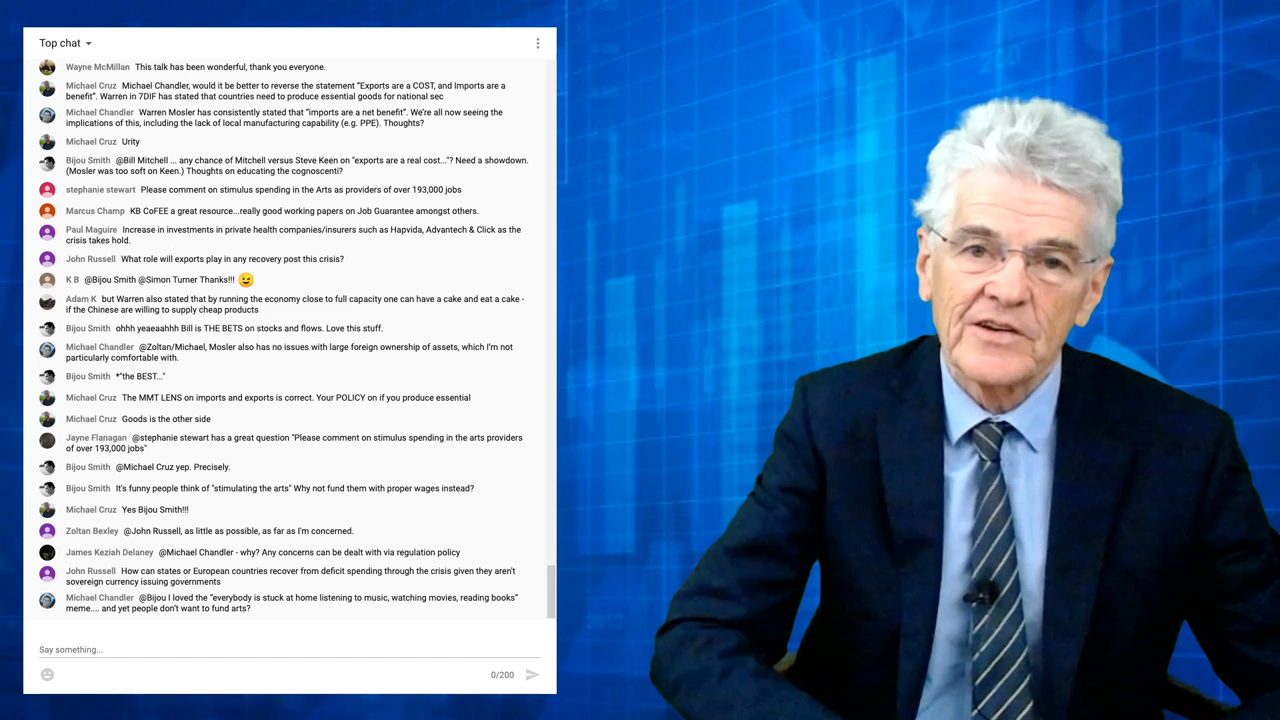 Top chat
Wayne McMillan This talk has been wonderful, thank you everyone.
Michael Cruz Michael Chandler, would it be better to reverse the statement “Exports are a COST, and Imports are a
benefit”. Warren in 7DIF has stated that countries need to produce essential goods for national sec
Michael Chandler Warren Mosler has consistently stated that “imports are a net benefit”. We’re all now seeing the
implications of this, including the lack of local manufacturing capability (e.g. PPE). Thoughts?
Michael Cruz Urity
Bijou Smith @Bill Mitchell ... any chance of Mitchell versus Steve Keen on "exports are a real cost..."? Need a showdown.
(Mosler was too soft on Keen.) Thoughts on educating the cognoscenti?
stephanie stewart Please comment on stimulus spending in the Arts as providers of over 193,000 jobs
Marcus Champ KB CoFEE a great resource...really good working papers on Job Guarantee amongst others.
Paul Maguire Increase in investments in private health companies/insurers such as Hapvida, Advantech & Click as the
crisis takes hold.
John Russell What role will exports play in any recovery post this crisis?
K B @Bijou Smith @Simon Turner Thanks!!! 😉
Adam K but Warren also stated that by running the economy close to full capacity one can have a cake and eat a cake -
if the Chinese are willing to supply cheap products
Bijou Smith ohhh yeaeaahhh Bill is THE BETS on stocks and flows. Love this stuff.
Michael Chandler @Zoltan/Michael, Mosler also has no issues with large foreign ownership of assets, which I’m not
particularly comfortable with.
Bijou Smith *"the BEST..."
Michael Cruz The MMT LENS on imports and exports is correct. Your POLICY on if you produce essential
Michael Cruz Goods is the other side
Jayne Flanagan @stephanie stewart has a great question "Please comment on stimulus spending in the arts providers
of over 193,000 jobs"
Bijou Smith @Michael Cruz yep. Precisely.
Bijou Smith It's funny people think of "stimulating the arts" Why not fund them with proper wages instead?
Michael Cruz Yes Bijou Smith!!!
Zoltan Bexley @John Russell, as little as possible, as far as I'm concerned.
James Keziah Delaney @Michael Chandler - why? Any concerns can be dealt with via regulation policy
John Russell How can states or European countries recover from deficit spending through the crisis given they aren’t
sovereign currency issuing governments
Michael Chandler @Bijou I loved the “everybody is stuck at home listening to music, watching movies, reading books”
meme.... and yet people don’t want to fund arts?
Say something...
0/200